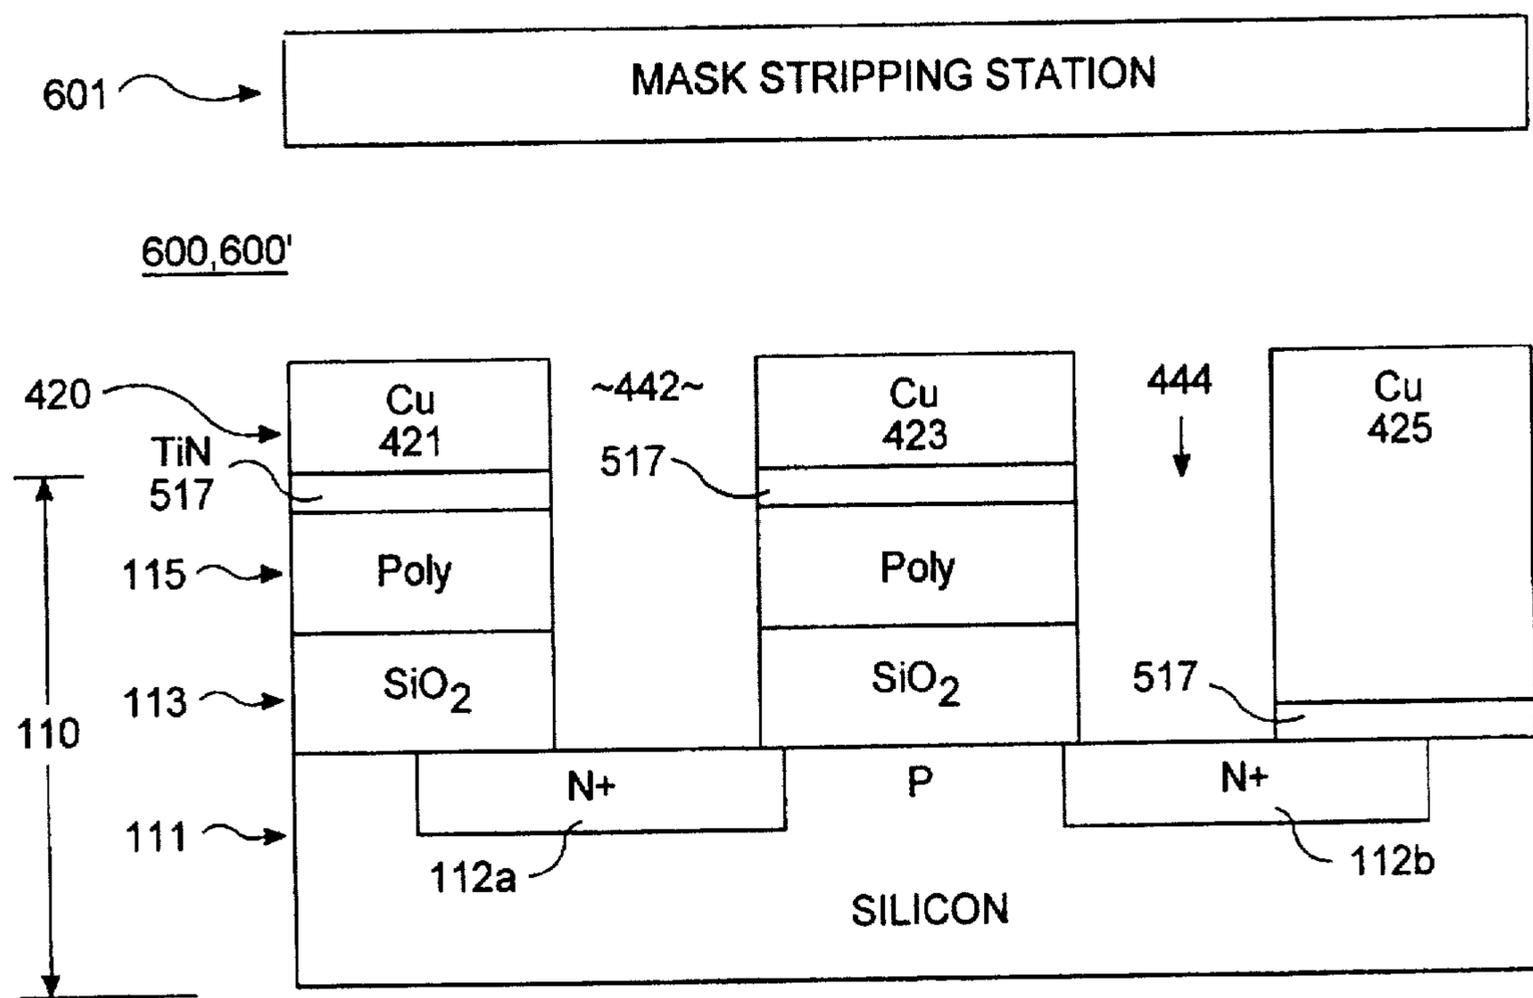 MASK STRIPPING STATION
601
600,600'
420
Cu
421
~442~
Cu
423
444
Cu
425
TiN
517
517
115
Poly
Poly
113
SiO2
SiO2
517
110
N+
P
N+
111
112a
112b
SILICON